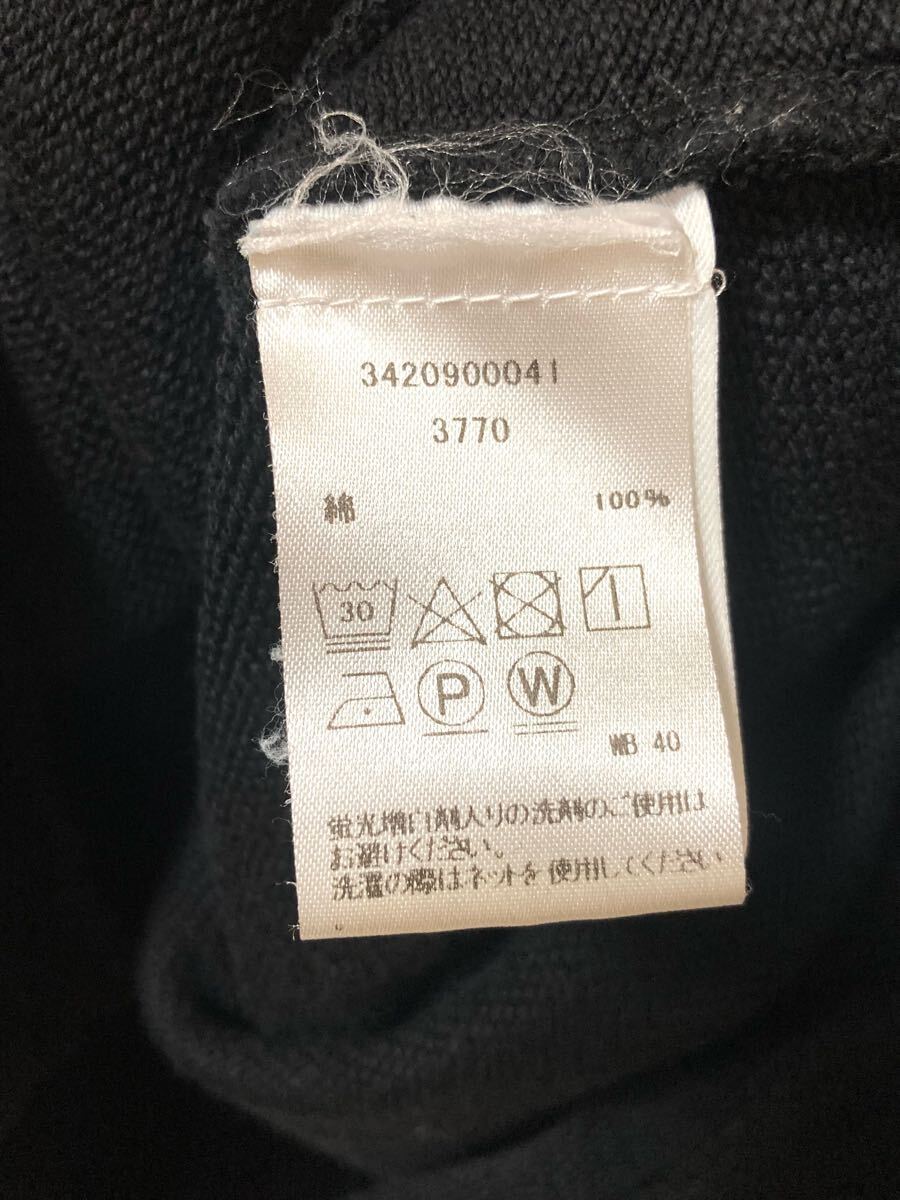 3420900041
3770
綿 100%
30
P W
WB 40
蛍光増白剤入りの洗剤のご使用は
お避けください。
洗濯の際はネットを使用してください
。